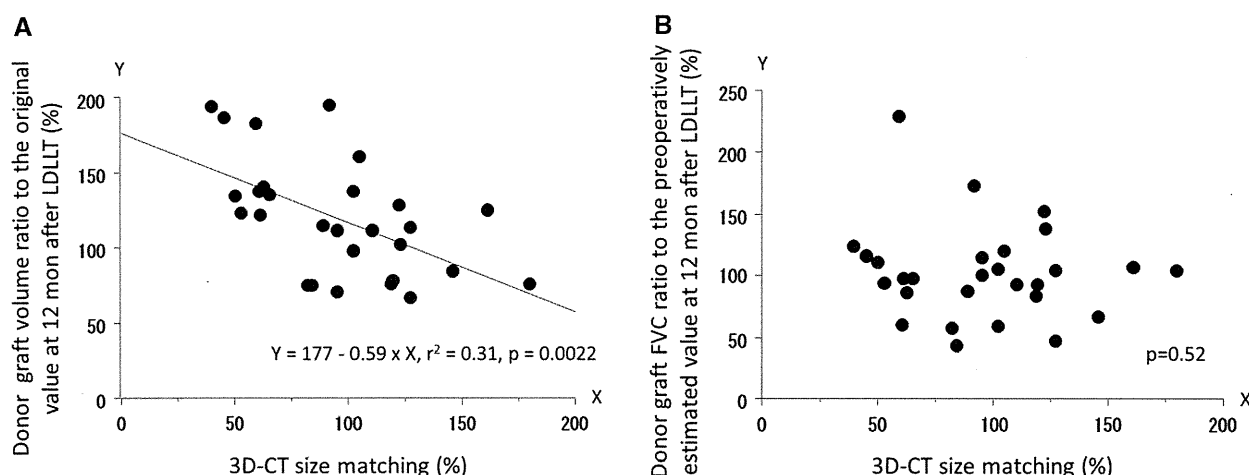 A
Donor graft volume ratio to the original
value at 12 mon after LDLLT (%)
Y
200
150
100
50
0
Y = 177 - 0.59 x X, r² = 0.31, p = 0.0022
X
0 50 100 150 200
3D-CT size matching (%)
B
Donor graft FVC ratio to the preoperatively
estimated value at 12 mon after LDLLT (%)
Y
250
200
150
100
50
0
p=0.52
X
0 50 100 150 200
3D-CT size matching (%)